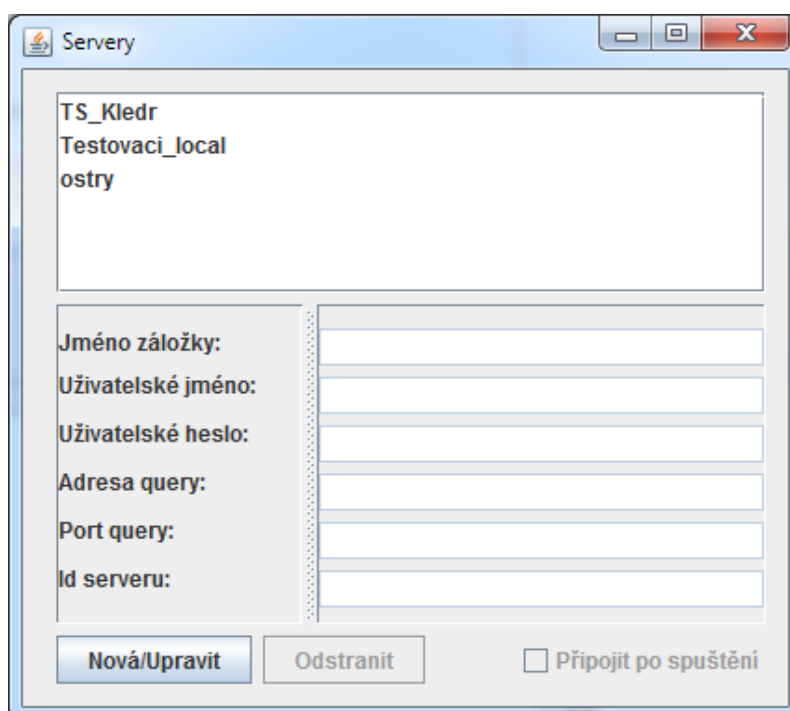 Servery
TS_Kledr
Testovaci_local
ostry
Jméno záložky:
Uživatelské jméno:
Uživatelské heslo:
Adresa query:
Port query:
Id serveru:
Nová/Upravit Odstranit Připojit po spuštění